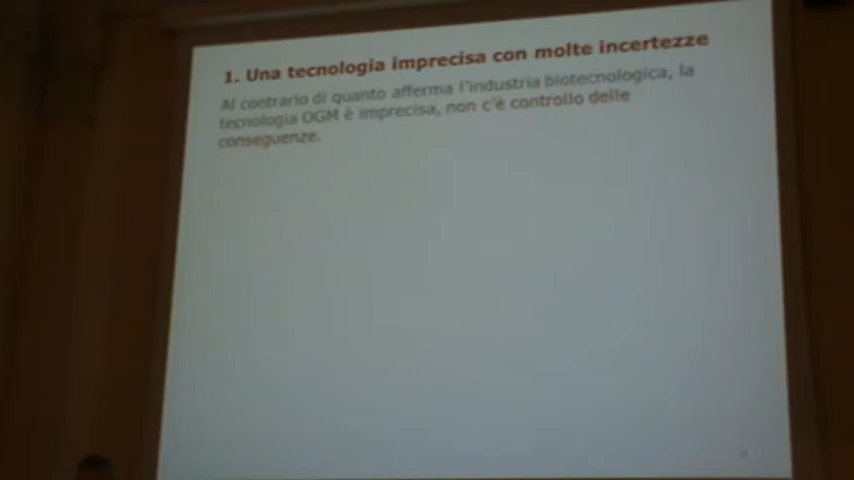 1. Una tecnologia imprecisa con molte incertezze
Al contrario di quanto afferma l'industria biotecnologica, la
tecnologia OGM è imprecisa, non c'è controllo delle
conseguenze.